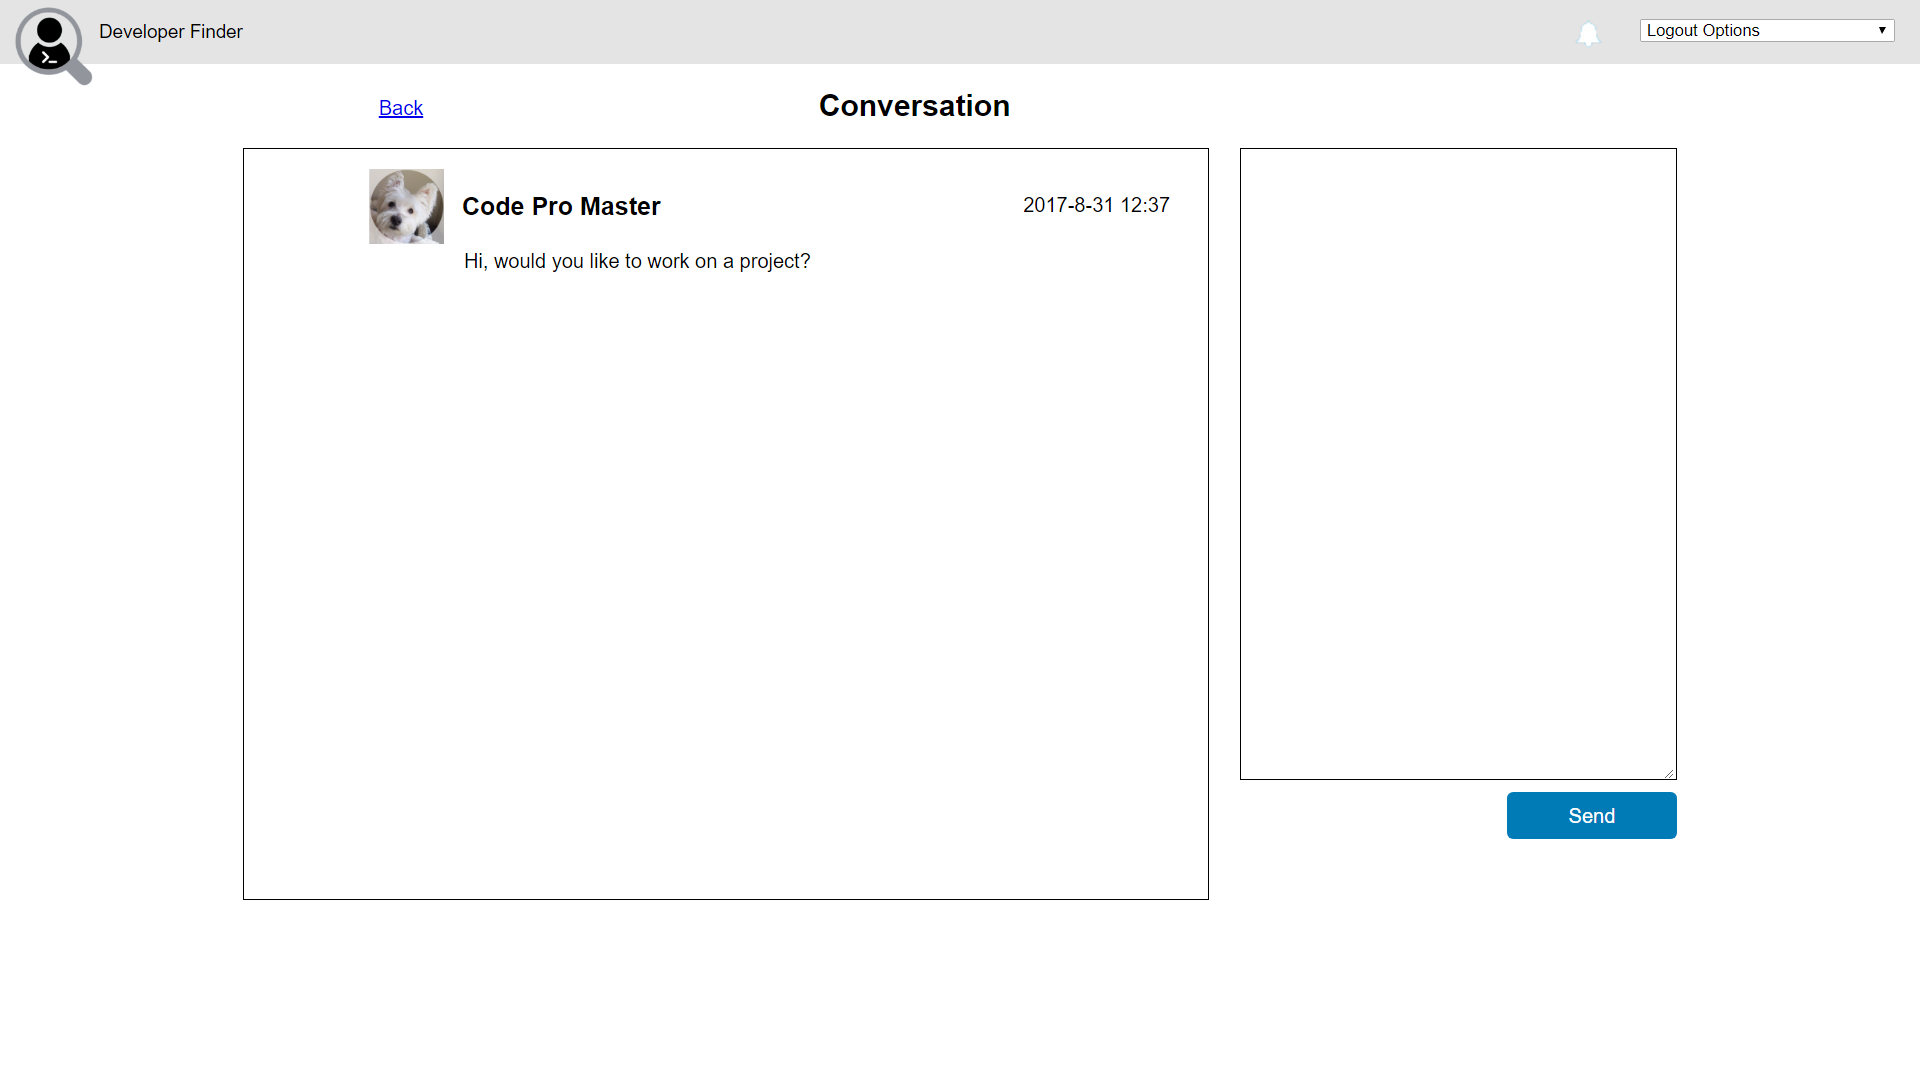 Developer Finder
Logout Options
Back
Conversation
Code Pro Master
2017-8-31 12:37
Hi, would you like to work on a project?
Send